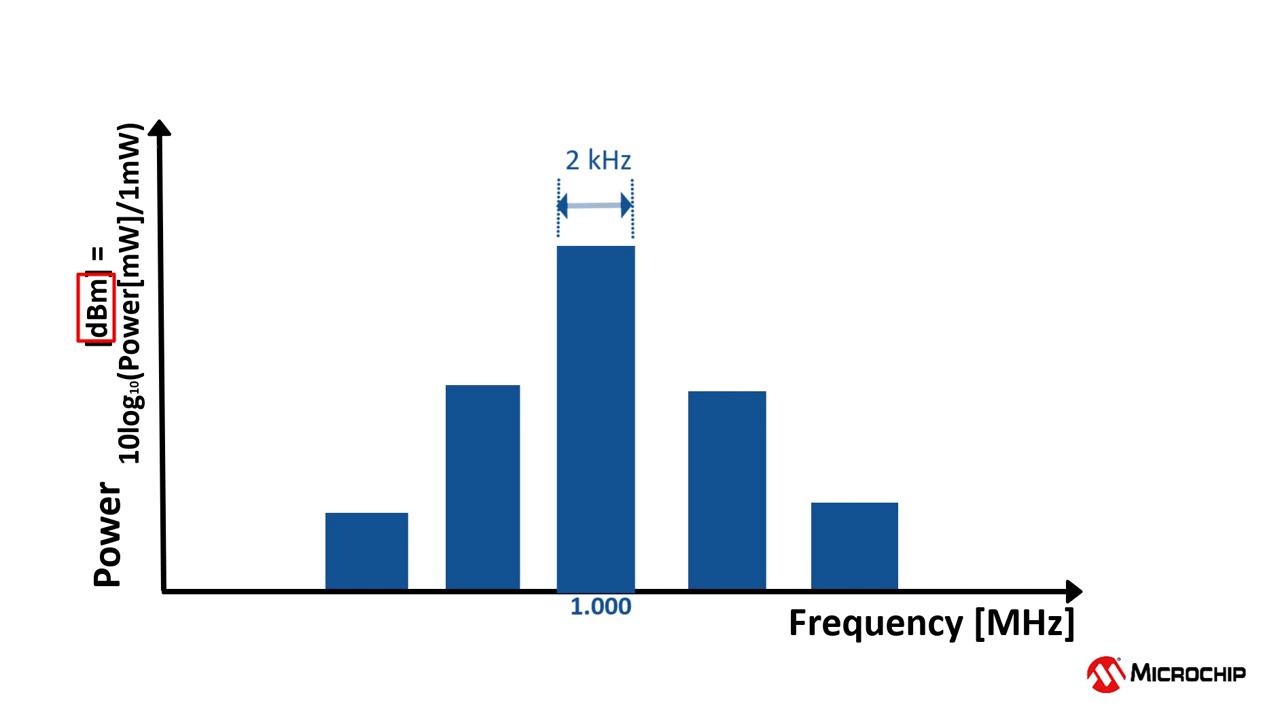 2 kHz
Power
[dBm] =
10log₁₀(Power[mW]/1mW)
1.000
Frequency [MHz]
MICROCHIP